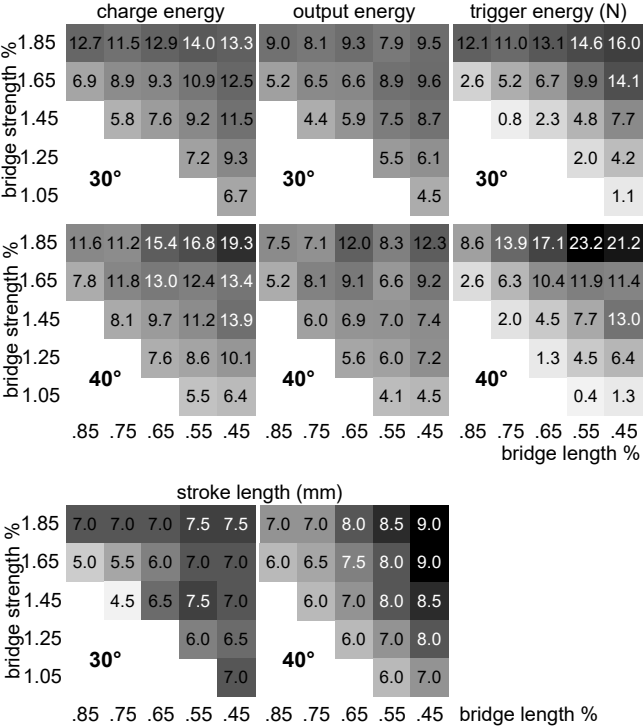 charge energy output energy trigger energy (N)
1.85 12.7 11.5 12.9 14.0 13.3 9.0 8.1 9.3 7.9 9.5 12.1 11.0 13.1 14.6 16.0
1.65 6.9 8.9 9.3 10.9 12.5 5.2 6.5 6.6 8.9 9.6 2.6 5.2 6.7 9.9 14.1
1.45 5.8 7.6 9.2 11.5 4.4 5.9 7.5 8.7 0.8 2.3 4.8 7.7
1.25 7.2 9.3 5.5 6.1 2.0 4.2
30° 30° 30°
1.05 6.7 4.5 1.1
bridge strength %
1.85 11.6 11.2 15.4 16.8 19.3 7.5 7.1 12.0 8.3 12.3 8.6 13.9 17.1 23.2 21.2
1.65 7.8 11.8 13.0 12.4 13.4 5.2 8.1 9.1 6.6 9.2 2.6 6.3 10.4 11.9 11.4
1.45 8.1 9.7 11.2 13.9 6.0 6.9 7.0 7.4 2.0 4.5 7.7 13.0
1.25 7.6 8.6 10.1 5.6 6.0 7.2 1.3 4.5 6.4
40° 40° 40°
1.05 5.5 6.4 4.1 4.5 0.4 1.3
bridge strength %
.85 .75 .65 .55 .45 .85 .75 .65 .55 .45 .85 .75 .65 .55 .45
bridge length %
stroke length (mm)
1.85 7.0 7.0 7.0 7.5 7.5 7.0 7.0 8.0 8.5 9.0
1.65 5.0 5.5 6.0 7.0 7.0 6.0 6.5 7.5 8.0 9.0
1.45 4.5 6.5 7.5 7.0 6.0 7.0 8.0 8.5
1.25 6.0 6.5 6.0 7.0 8.0
30° 40°
1.05 7.0 6.0 7.0
bridge strength %
.85 .75 .65 .55 .45 .85 .75 .65 .55 .45 bridge length %